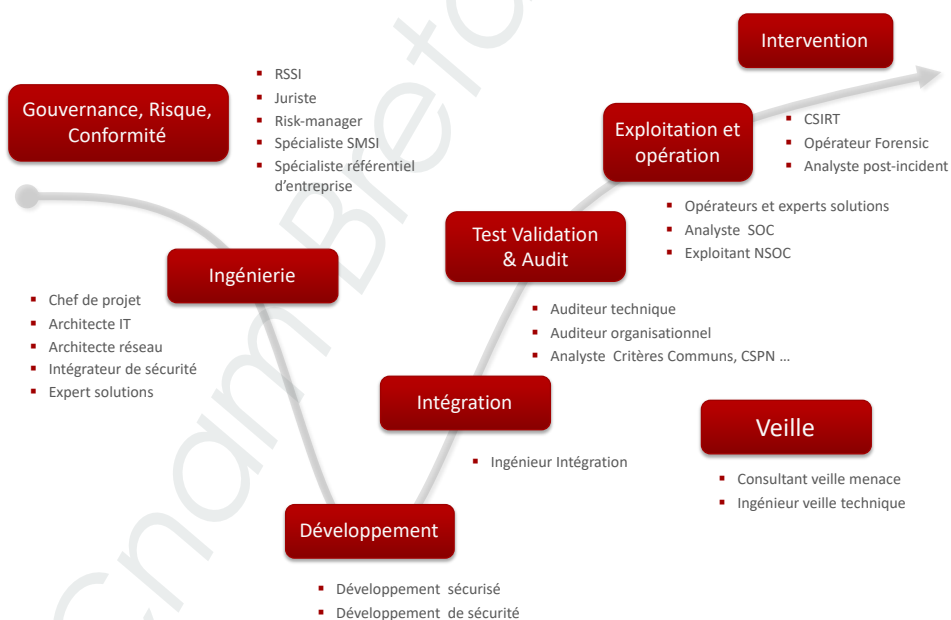 Intervention
Gouvernance, Risque,
Conformité
RSSI
Juriste
Risk-manager
Spécialiste SMSI
Spécialiste référentiel
d'entreprise
Exploitation et
opération
CSIRT
Opérateur Forensic
Analyste post-incident
Opérateurs et experts solutions
Analyste SOC
Exploitant NSOC
Test Validation
& Audit
Auditeur technique
Auditeur organisationnel
Analyste Critères Communs, CSPN ...
Ingénierie
Chef de projet
Architecte IT
Architecte réseau
Intégrateur de sécurité
Expert solutions
Intégration
Ingénieur Intégration
Veille
Consultant veille menace
Ingénieur veille technique
Développement
Développement sécurisé
Développement de sécurité
Cnam Breta